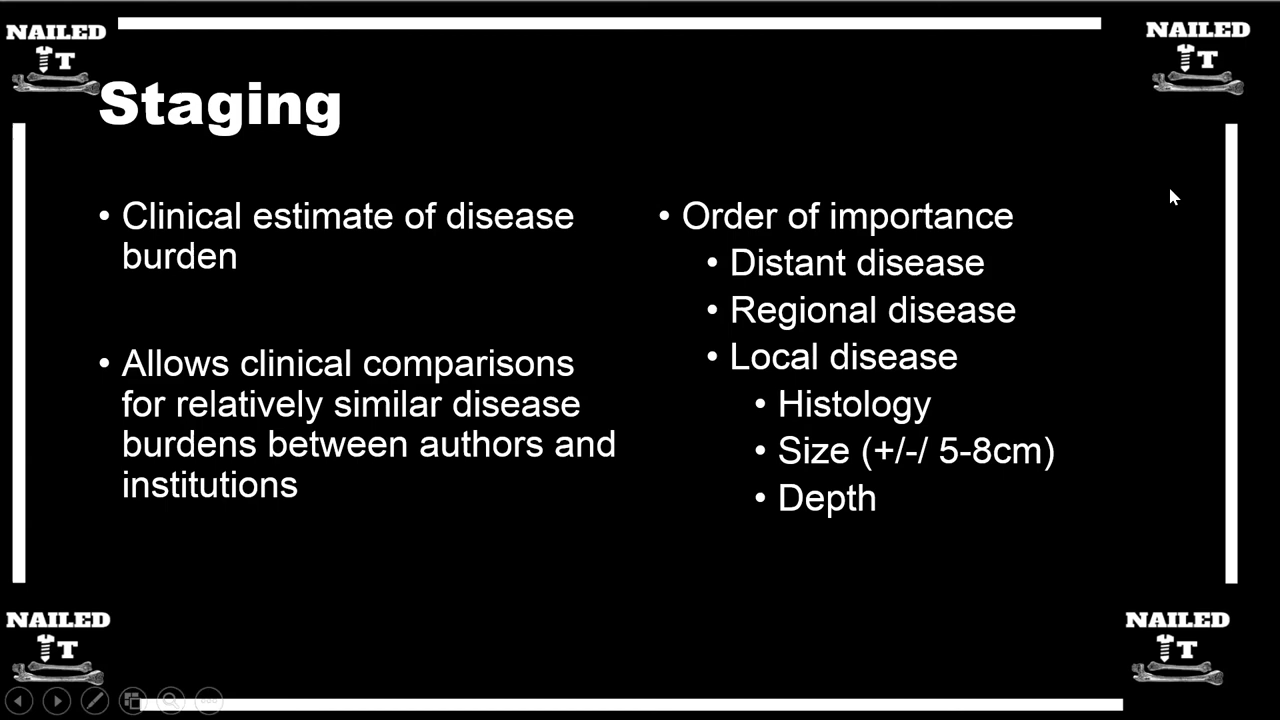 NAILED
IT
NAILED
IT
Staging
• Clinical estimate of disease
burden
• Allows clinical comparisons
for relatively similar disease
burdens between authors and
institutions
• Order of importance
• Distant disease
• Regional disease
• Local disease
• Histology
• Size (+/-/ 5-8cm)
• Depth
NAILED
IT
NAILED
IT